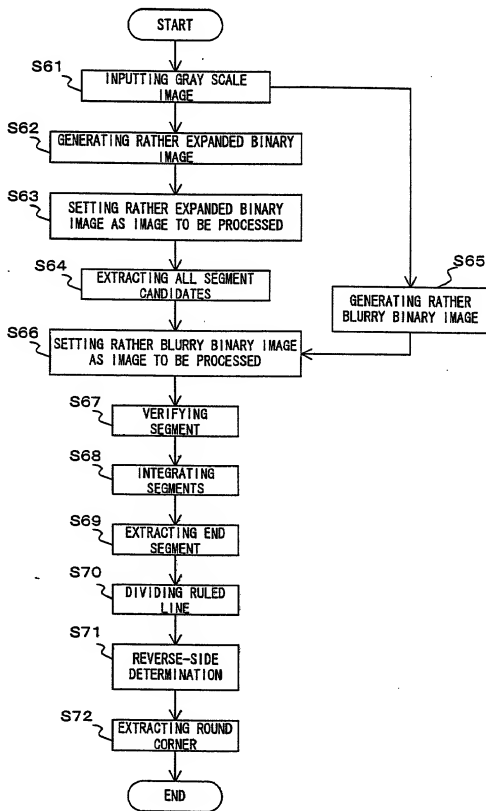 START
S61
INPUTTING GRAY SCALE
IMAGE
S62
GENERATING RATHER EXPANDED BINARY
IMAGE
S63
SETTING RATHER EXPANDED BINARY
IMAGE AS IMAGE TO BE PROCESSED
S64
EXTRACTING ALL SEGMENT
CANDIDATES
S65
GENERATING RATHER
BLURRY BINARY IMAGE
S66
SETTING RATHER BLURRY BINARY IMAGE
AS IMAGE TO BE PROCESSED
S67
VERIFYING
SEGMENT
S68
INTEGRATING
SEGMENTS
S69
EXTRACTING END
SEGMENT
S70
DIVIDING RULED
LINE
S71
REVERSE-SIDE
DETERMINATION
S72
EXTRACTING ROUND
CORNER
END